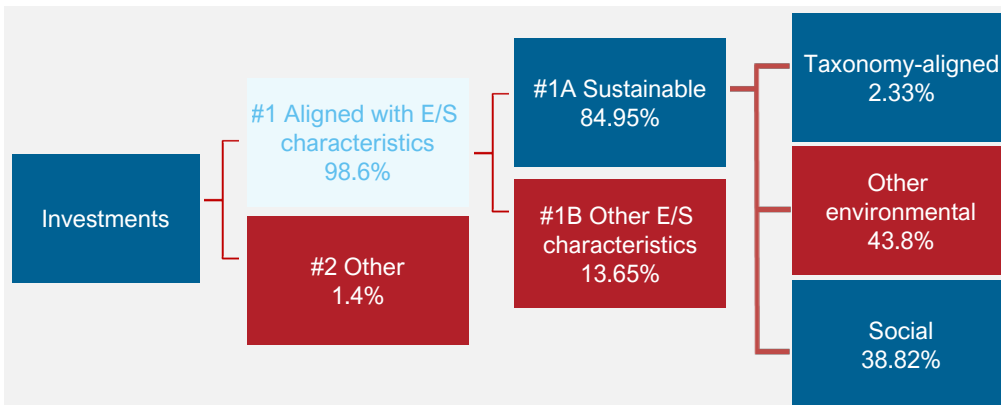 Investments
#1 Aligned with E/S
characteristics
98.6%
#2 Other
1.4%
#1A Sustainable
84.95%
#1B Other E/S
characteristics
13.65%
Taxonomy-aligned
2.33%
Other
environmental
43.8%
Social
38.82%